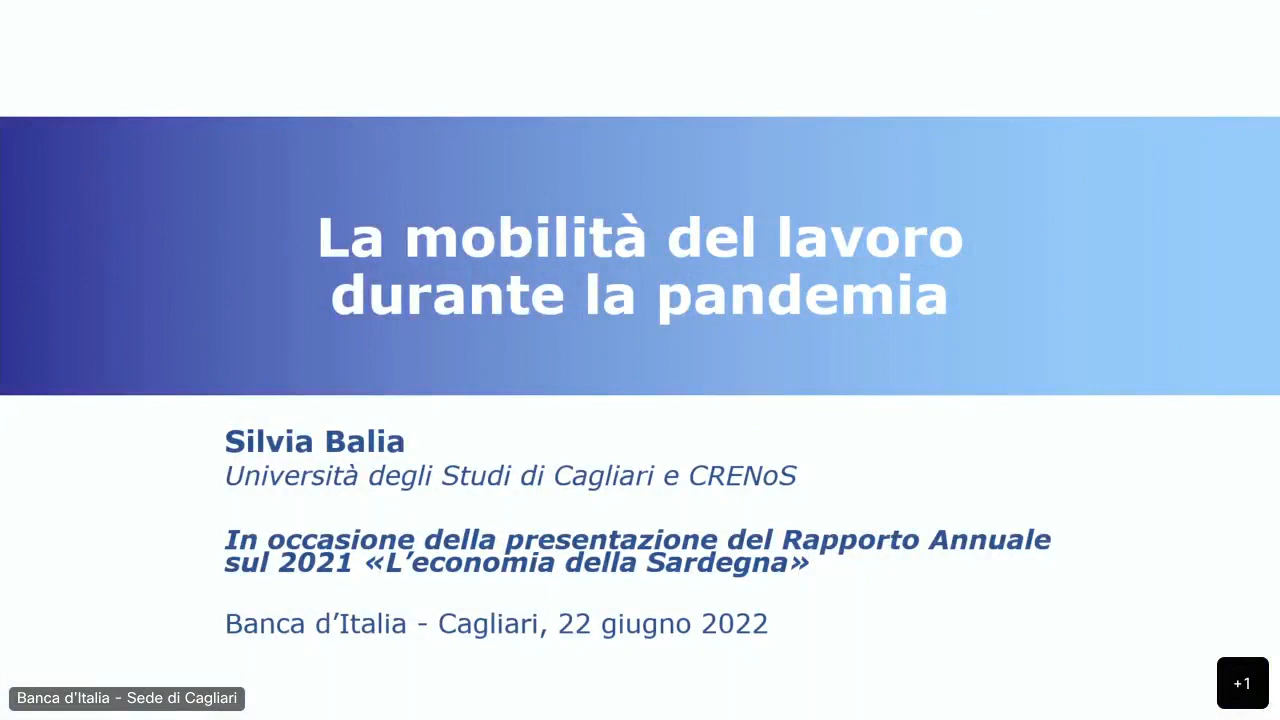 La mobilità del lavoro
durante la pandemia
Silvia Balia
Università degli Studi di Cagliari e CRENoS
In occasione della presentazione del Rapporto Annuale
sul 2021 «L’economia della Sardegna»
Banca d’Italia - Cagliari, 22 giugno 2022
Banca d'Italia - Sede di Cagliari
+1